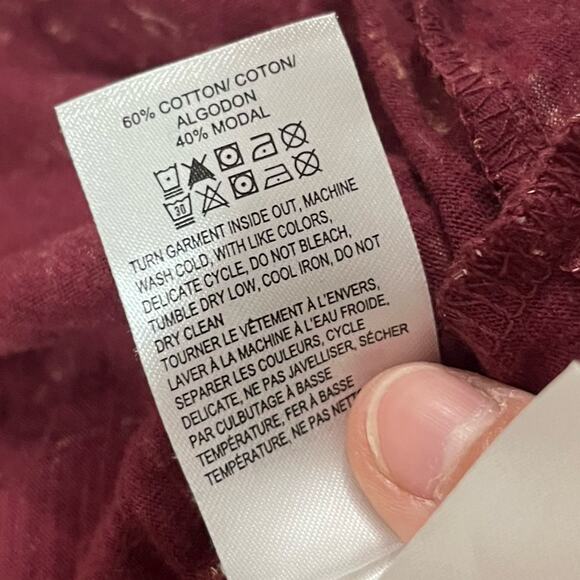 60% COTTON/ COTON/
ALGODON
40% MODAL
30
TURN GARMENT INSIDE OUT, MACHINE
WASH COLD, WITH LIKE COLORS,
DELICATE CYCLE, DO NOT BLEACH,
TUMBLE DRY LOW, COOL IRON, DO NOT
DRY CLEAN
TOURNER LE VÊTEMENT À L'ENVERS,
LAVER À LA MACHINE À L'EAU FROIDE,
SEPARER LES COULEURS, CYCLE
DELICATE, NE PAS JAVELLISER, SÉCHER
PAR CULBUTAGE À BASSE
TEMPÉRATURE, FER À BASSE
TEMPÉRATURE, NE PAS